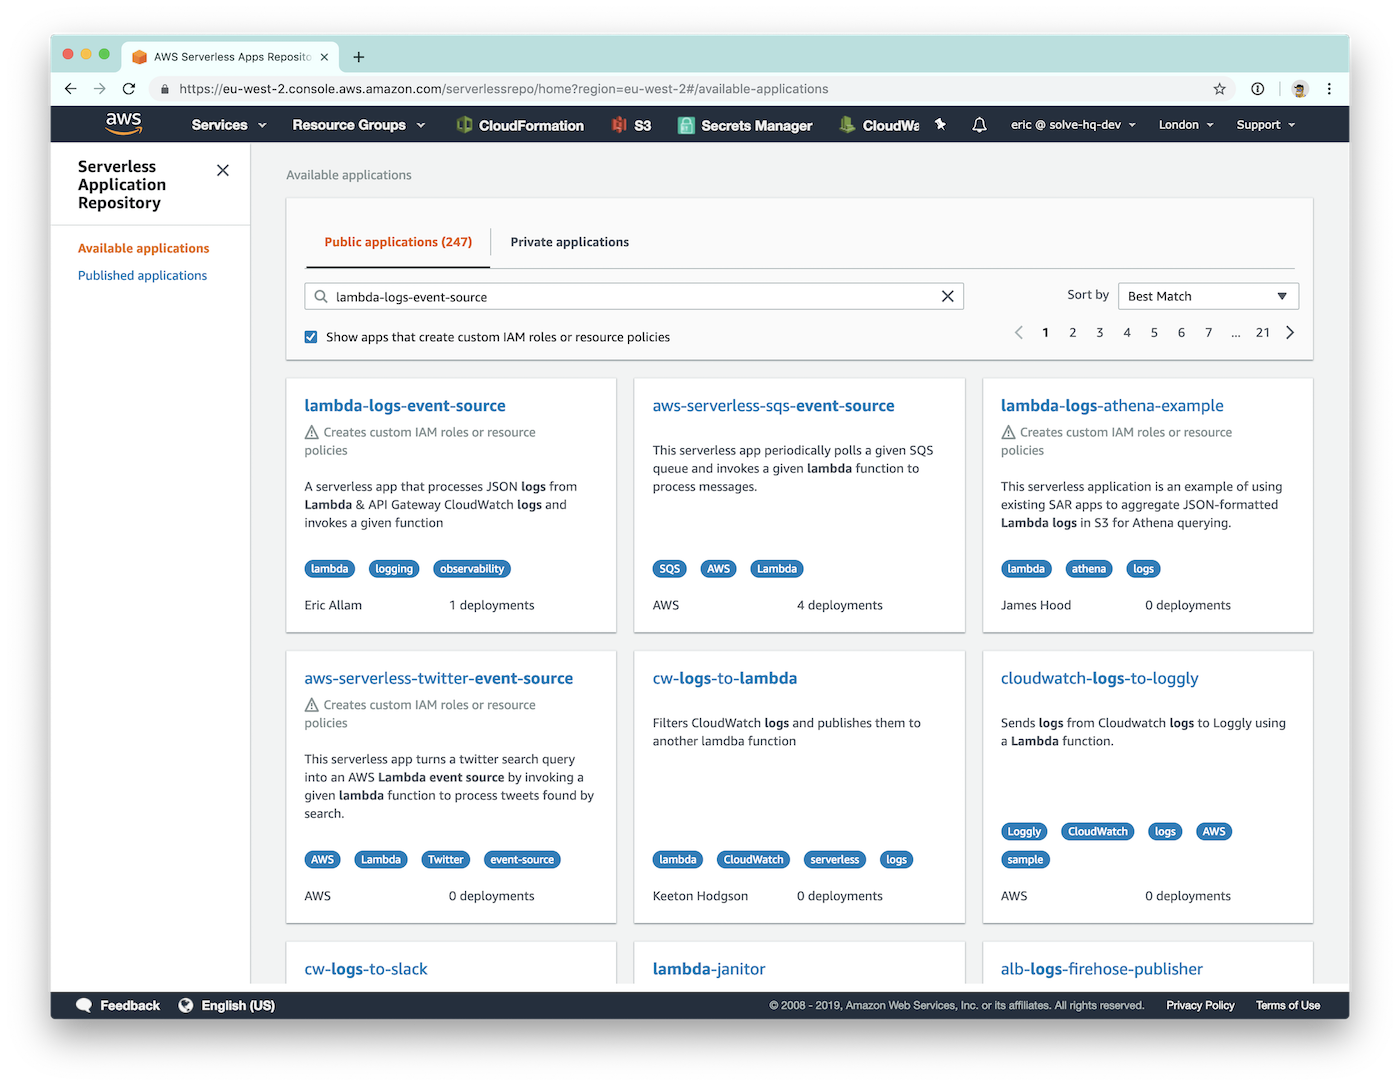 AWS Serverless Apps Reposito
https://eu-west-2.console.aws.amazon.com/serverlessrepo/home?region=eu-west-2#/available-applications
aws Services Resource Groups CloudFormation S3 Secrets Manager CloudWa eric @ solve-hq-dev London Support
Serverless
Application
Repository
Available applications
Published applications
Available applications
Public applications (247) Private applications
lambda-logs-event-source
Sort by Best Match
Show apps that create custom IAM roles or resource policies
1 2 3 4 5 6 7 ... 21
lambda-logs-event-source
Creates custom IAM roles or resource
policies
A serverless app that processes JSON logs from
Lambda & API Gateway CloudWatch logs and
invokes a given function
lambda logging observability
Eric Allam 1 deployments
aws-serverless-sqs-event-source
This serverless app periodically polls a given SQS
queue and invokes a given lambda function to
process messages.
SQS AWS Lambda
AWS 4 deployments
lambda-logs-athena-example
Creates custom IAM roles or resource
policies
This serverless application is an example of using
existing SAR apps to aggregate JSON-formatted
Lambda logs in S3 for Athena querying.
lambda athena logs
James Hood 0 deployments
aws-serverless-twitter-event-source
Creates custom IAM roles or resource
policies
This serverless app turns a twitter search query
into an AWS Lambda event source by invoking a
given lambda function to process tweets found by
search.
AWS Lambda Twitter event-source
AWS 0 deployments
cw-logs-to-lambda
Filters CloudWatch logs and publishes them to
another lamdba function
lambda CloudWatch serverless logs
Keeton Hodgson 0 deployments
cloudwatch-logs-to-loggly
Sends logs from Cloudwatch logs to Loggly using
a Lambda function.
Loggly CloudWatch logs AWS
sample
AWS 0 deployments
cw-logs-to-slack
lambda-janitor
alb-logs-firehose-publisher
Feedback English (US) © 2008 - 2019, Amazon Web Services, Inc. or its affiliates. All rights reserved. Privacy Policy Terms of Use